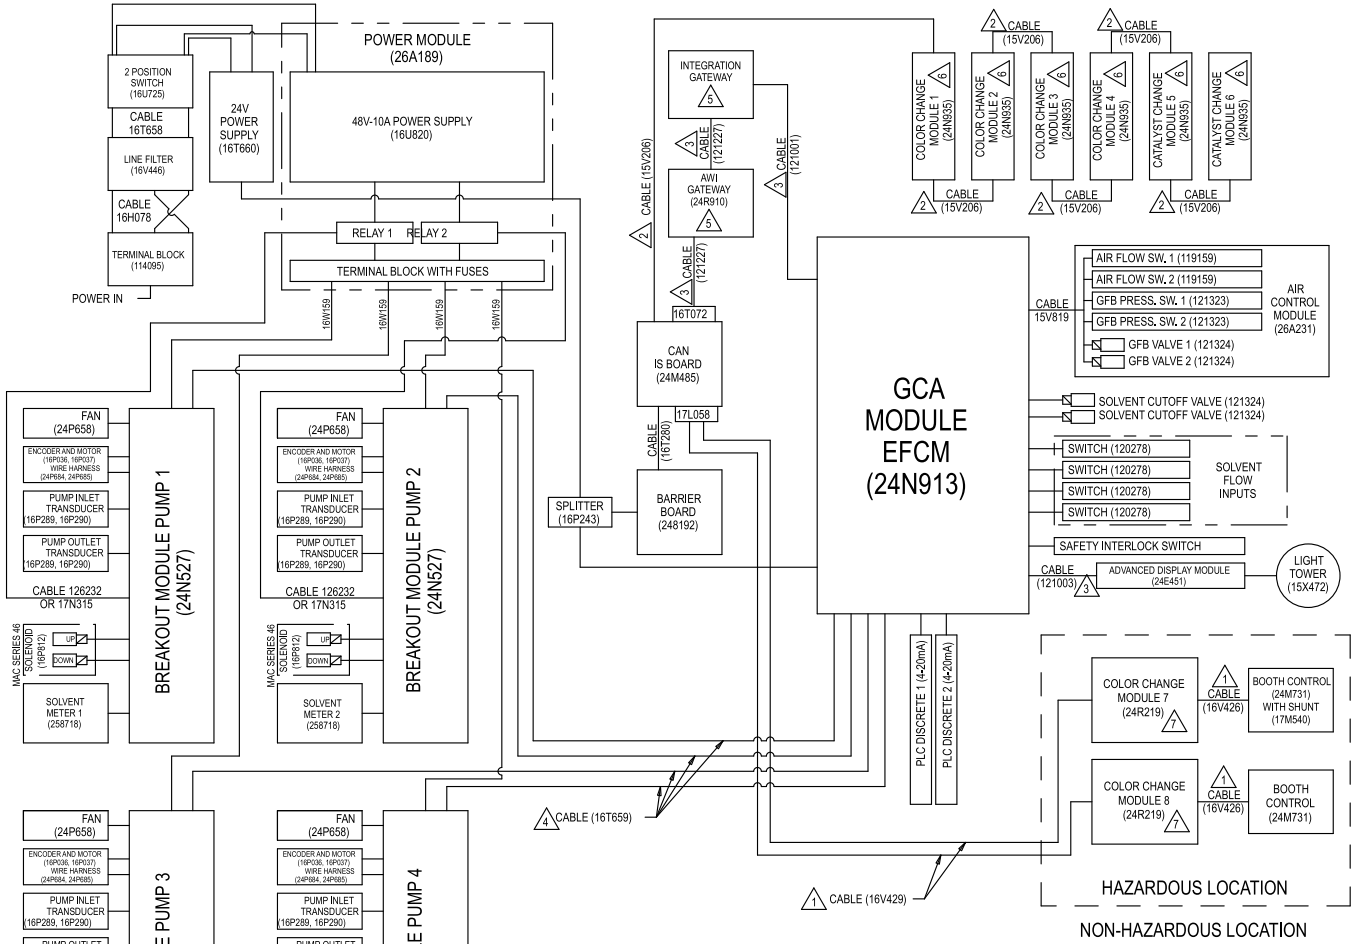 POWER MODULE
(26A189)
2 POSITION
SWITCH
(16U725)
CABLE
16T658
LINE FILTER
(16V446)
CABLE
16H078
TERMINAL BLOCK
(114095)
POWER IN
24V
POWER
SUPPLY
(16T660)
48V-10A POWER SUPPLY
(16U820)
RELAY 1
RELAY 2
TERMINAL BLOCK WITH FUSES
16W159
16W159
16W159
16W159
INTEGRATION
GATEWAY
5
3
CABLE
(121227)
AWI
GATEWAY
(24R910)
5
3
CABLE
(121227)
3
CABLE
(121001)
2
CABLE (15V206)
16T072
CAN
IS BOARD
(24M485)
17L058
CABLE
(16T280)
BARRIER
BOARD
(248192)
SPLITTER
(16P243)
2
CABLE
(15V206)
2
CABLE
(15V206)
COLOR CHANGE
MODULE 1
(24N935)
6
COLOR CHANGE
MODULE 2
(24N935)
6
COLOR CHANGE
MODULE 3
(24N935)
6
COLOR CHANGE
MODULE 4
(24N935)
6
CATALYST CHANGE
MODULE 5
(24N935)
6
CATALYST CHANGE
MODULE 6
(24N935)
6
2
CABLE
(15V206)
2
CABLE
(15V206)
2
CABLE
(15V206)
GCA
MODULE
EFCM
(24N913)
CABLE
15V819
AIR FLOW SW. 1 (119159)
AIR FLOW SW. 2 (119159)
GFB PRESS. SW. 1 (121323)
GFB PRESS. SW. 2 (121323)
GFB VALVE 1 (121324)
GFB VALVE 2 (121324)
AIR
CONTROL
MODULE
(26A231)
SOLVENT CUTOFF VALVE (121324)
SOLVENT CUTOFF VALVE (121324)
SWITCH (120278)
SWITCH (120278)
SWITCH (120278)
SWITCH (120278)
SOLVENT
FLOW
INPUTS
SAFETY INTERLOCK SWITCH
CABLE
(121003)
3
ADVANCED DISPLAY MODULE
(24E451)
LIGHT
TOWER
(15X472)
PLC DISCRETE 1 (4-20mA)
PLC DISCRETE 2 (4-20mA)
FAN
(24P658)
ENCODER AND MOTOR
(16P036, 16P037)
WIRE HARNESS
(24P684, 24P685)
PUMP INLET
TRANSDUCER
(16P289, 16P290)
PUMP OUTLET
TRANSDUCER
(16P289, 16P290)
CABLE 126232
OR 17N315
MAC SERIES 46
SOLENOID
(16P812)
UP
DOWN
SOLVENT
METER 1
(258718)
BREAKOUT MODULE PUMP 1
(24N527)
FAN
(24P658)
ENCODER AND MOTOR
(16P036, 16P037)
WIRE HARNESS
(24P684, 24P685)
PUMP INLET
TRANSDUCER
(16P289, 16P290)
PUMP OUTLET
TRANSDUCER
(16P289, 16P290)
CABLE 126232
OR 17N315
MAC SERIES 46
SOLENOID
(16P812)
UP
DOWN
SOLVENT
METER 2
(258718)
BREAKOUT MODULE PUMP 2
(24N527)
COLOR CHANGE
MODULE 7
(24R219)
7
1
CABLE
(16V426)
BOOTH CONTROL
(24M731)
WITH SHUNT
(17M540)
COLOR CHANGE
MODULE 8
(24R219)
7
1
CABLE
(16V426)
BOOTH
CONTROL
(24M731)
HAZARDOUS LOCATION
NON-HAZARDOUS LOCATION
4
CABLE (16T659)
1
CABLE (16V429)
FAN
(24P658)
ENCODER AND MOTOR
(16P036, 16P037)
WIRE HARNESS
(24P684, 24P685)
PUMP INLET
TRANSDUCER
(16P289, 16P290)
PUMP OUTLET
E PUMP 3
FAN
(24P658)
ENCODER AND MOTOR
(16P036, 16P037)
WIRE HARNESS
(24P684, 24P685)
PUMP INLET
TRANSDUCER
(16P289, 16P290)
PUMP OUTLET
LE PUMP 4